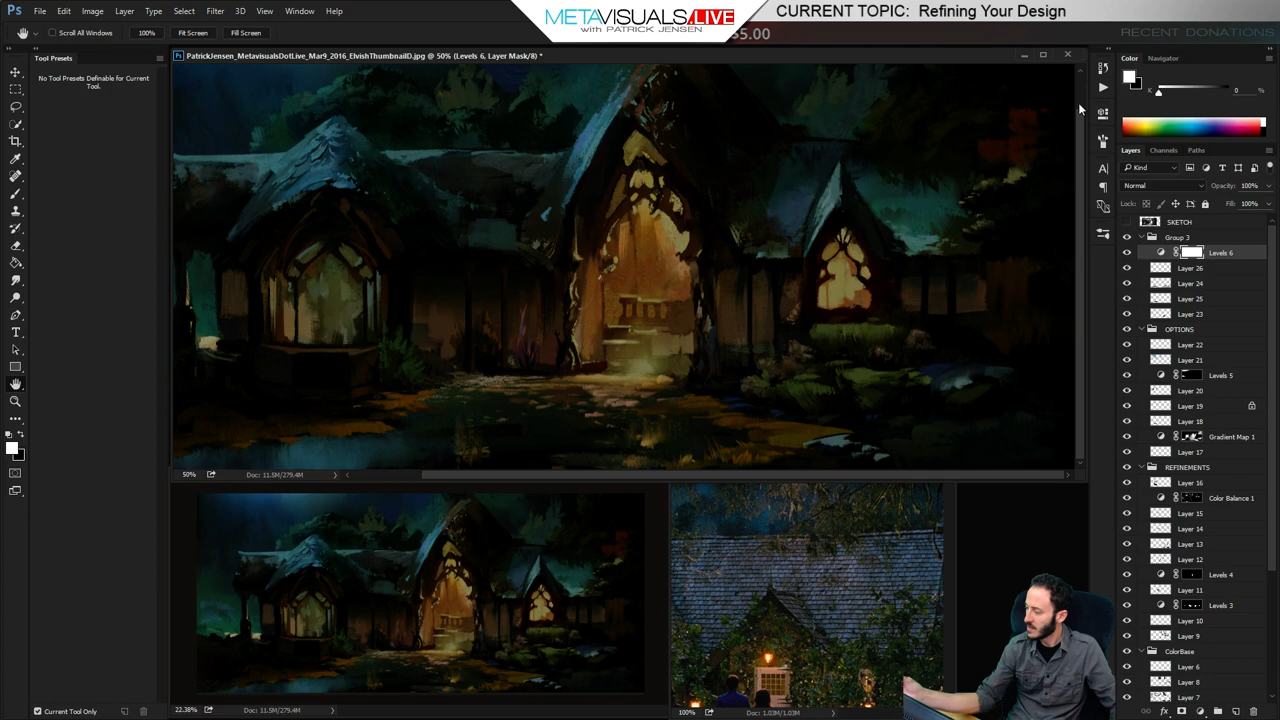 METAVISUALS.LIVE
with PATRICK JENSEN
CURRENT TOPIC: Refining Your Design
$5.00
RECENT DONATIONS
Ps
File Edit Image Layer Type Select Filter 3D View Window Help
Scroll All Windows 100% Fit Screen Fill Screen
Tool Presets
No Tool Presets Definable for Current
Tool.
PatrickJensen_MetavisualsDotLive_Mar9_2016_ElvishThumbnailD.jpg @ 50% (Levels 6, Layer Mask/8) *
50% Doc: 11.5M/279.4M
22.38% Doc: 11.5M/279.4M
100% Doc: 1.03M/1.03M
Current Tool Only
Color Navigator
K 0 %
Layers Channels Paths
Kind
Normal Opacity: 100%
Lock: Fill: 100%
SKETCH
Group 3
Levels 6
Layer 26
Layer 24
Layer 25
Layer 23
OPTIONS
Layer 22
Layer 21
Levels 5
Layer 20
Layer 19
Layer 18
Gradient Map 1
Layer 17
REFINEMENTS
Layer 16
Color Balance 1
Layer 15
Layer 14
Layer 13
Layer 12
Levels 4
Layer 11
Levels 3
Layer 10
Layer 9
ColorBase
Layer 6
Layer 8
Layer 7
fx